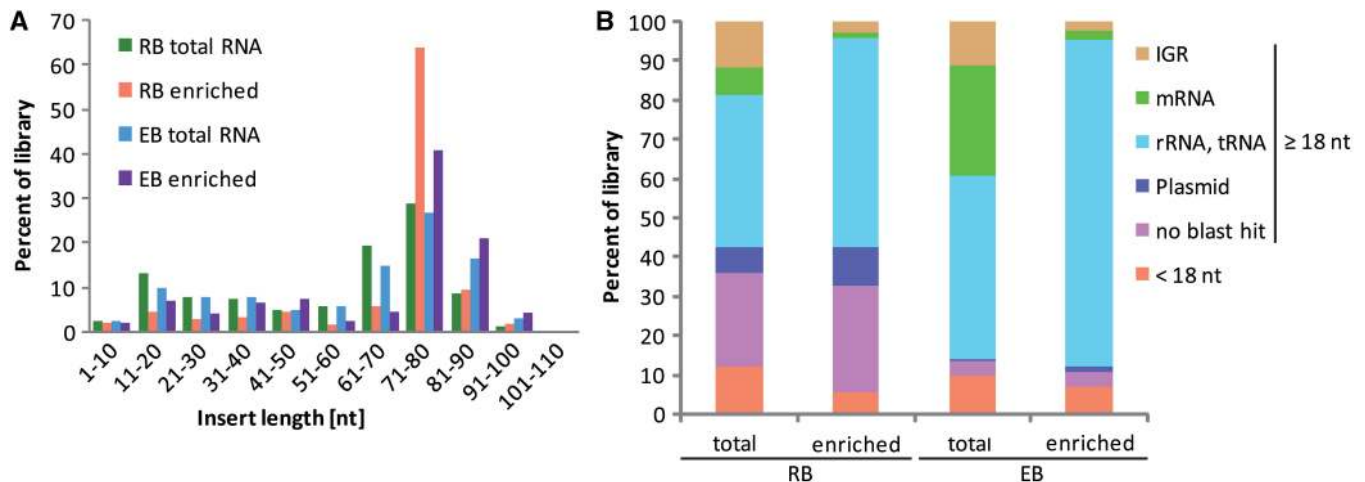 A
70
60
50
40
30
20
10
0
Percent of library
RB total RNA
RB enriched
EB total RNA
EB enriched
1-10
11-20
21-30
31-40
41-50
51-60
61-70
71-80
81-90
91-100
101-110
Insert length [nt]
B
100
90
80
70
60
50
40
30
20
10
0
Percent of library
total
enriched
total
enriched
RB
EB
IGR
mRNA
rRNA, tRNA
Plasmid
no blast hit
< 18 nt
≥ 18 nt